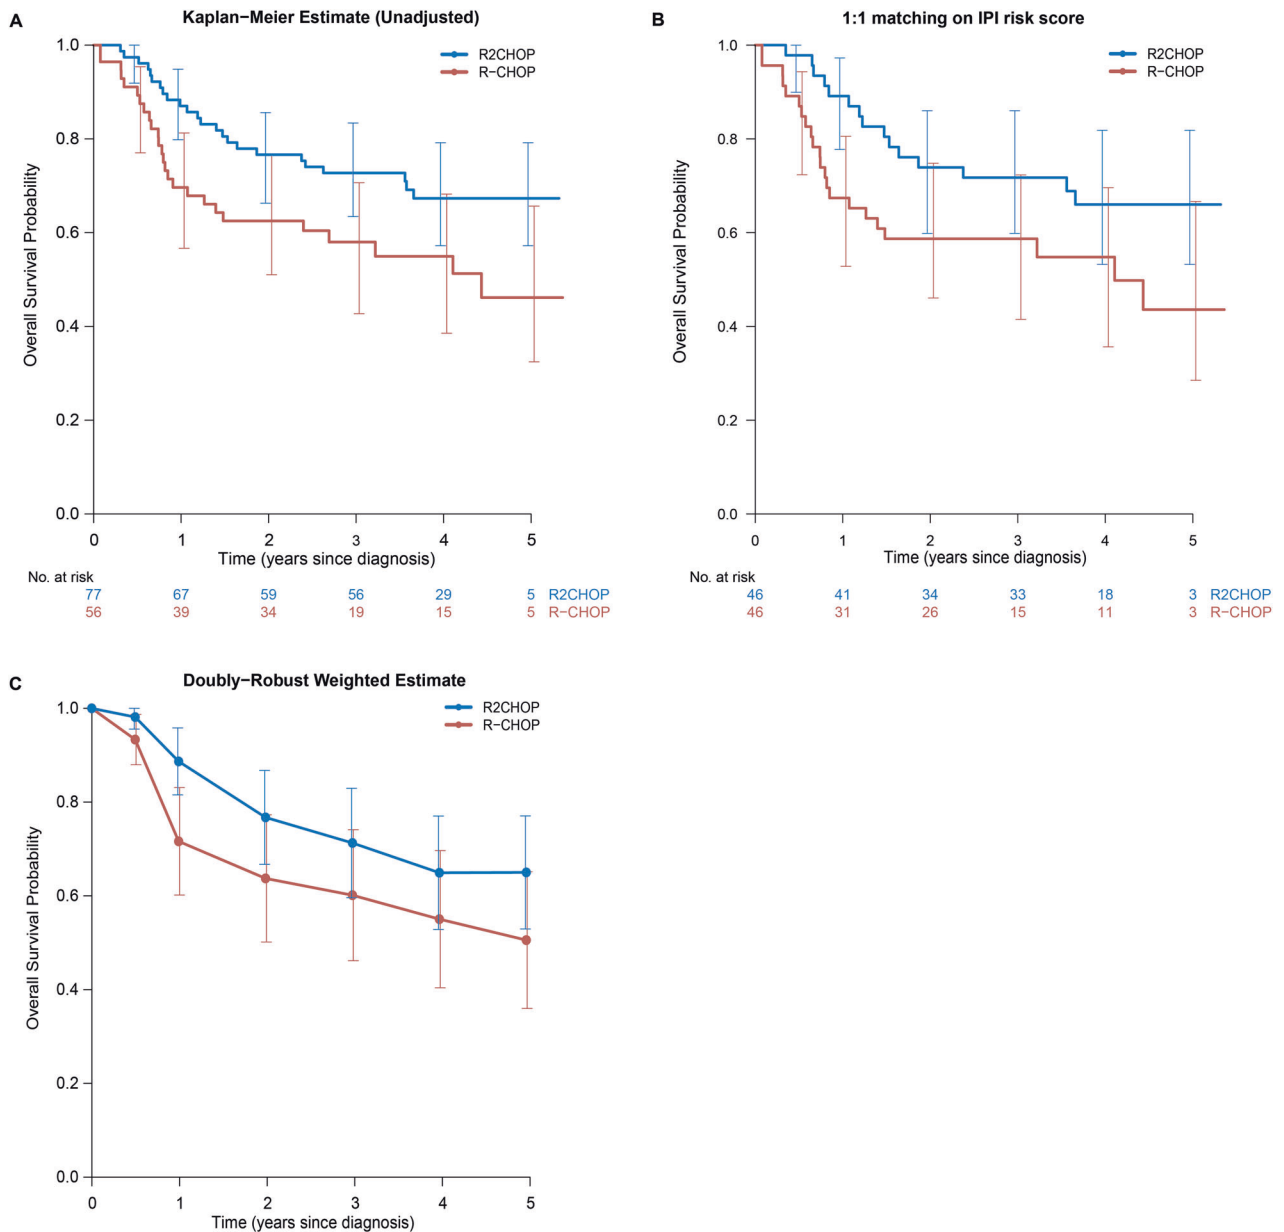 A
Kaplan−Meier Estimate (Unadjusted)
R2CHOP
R−CHOP
Overall Survival Probability
1.0
0.8
0.6
0.4
0.2
0.0
0 1 2 3 4 5
Time (years since diagnosis)
No. at risk
77 67 59 56 29 5 R2CHOP
56 39 34 19 15 5 R−CHOP
B
1:1 matching on IPI risk score
R2CHOP
R−CHOP
Overall Survival Probability
1.0
0.8
0.6
0.4
0.2
0.0
0 1 2 3 4 5
Time (years since diagnosis)
No. at risk
46 41 34 33 18 3 R2CHOP
46 31 26 15 11 3 R−CHOP
C
Doubly−Robust Weighted Estimate
R2CHOP
R−CHOP
Overall Survival Probability
1.0
0.8
0.6
0.4
0.2
0.0
0 1 2 3 4 5
Time (years since diagnosis)